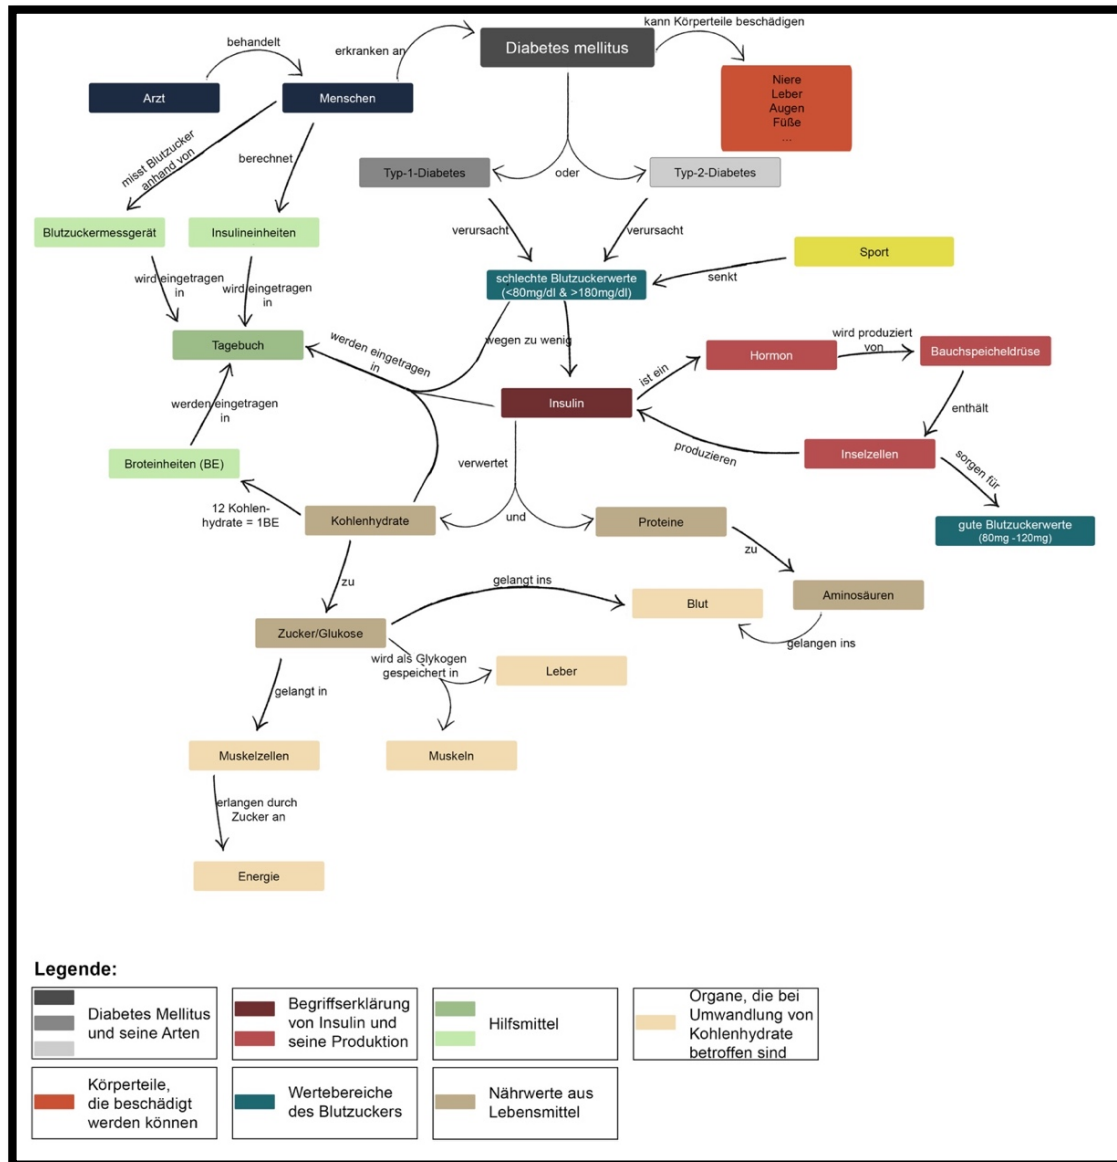 kann Körperteile beschädigen
behandelt
erkranken an
Diabetes mellitus
Arzt
Menschen
Niere
Leber
Augen
Füße
...
misst Blutzucker
anhand von
berechnet
Typ-1-Diabetes
oder
Typ-2-Diabetes
Blutzuckermessgerät
Insulineinheiten
verursacht
verursacht
Sport
schlechte Blutzuckerwerte
(<80mg/dl & >180mg/dl)
senkt
wird eingetragen
in
wird eingetragen
in
Tagebuch
werden eingetragen
in
wegen zu wenig
Hormon
wird produziert
von
Bauchspeicheldrüse
ist ein
Insulin
enthält
werden eingetragen
in
produzieren
Inselzellen
sorgen für
Broteinheiten (BE)
verwertet
12 Kohlen-
hydrate = 1BE
Kohlenhydrate
und
Proteine
gute Blutzuckerwerte
(80mg -120mg)
zu
zu
gelangt ins
Blut
Aminosäuren
Zucker/Glukose
gelangen ins
wird als Glykogen
gespeichert in
Leber
gelangt in
Muskelzellen
Muskeln
erlangen durch
Zucker an
Energie
Legende:
Diabetes Mellitus
und seine Arten
Begriffserklärung
von Insulin und
seine Produktion
Hilfsmittel
Organe, die bei
Umwandlung von
Kohlenhydrate
betroffen sind
Körperteile,
die beschädigt
werden können
Wertebereiche
des Blutzuckers
Nährwerte aus
Lebensmittel